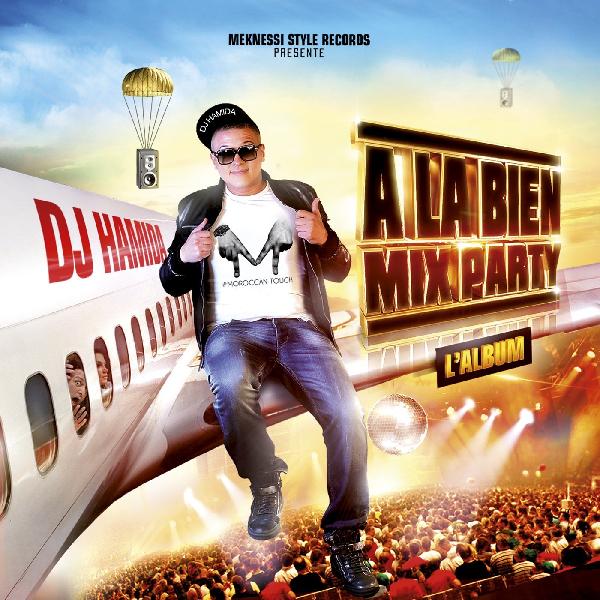 MEKNESSI STYLE RECORDS
PRESENTE
DJ HAMIDA
DJ HAMIDA
#MOROCCAN TOUCH
A LA BIEN
MIX PARTY
L'ALBUM